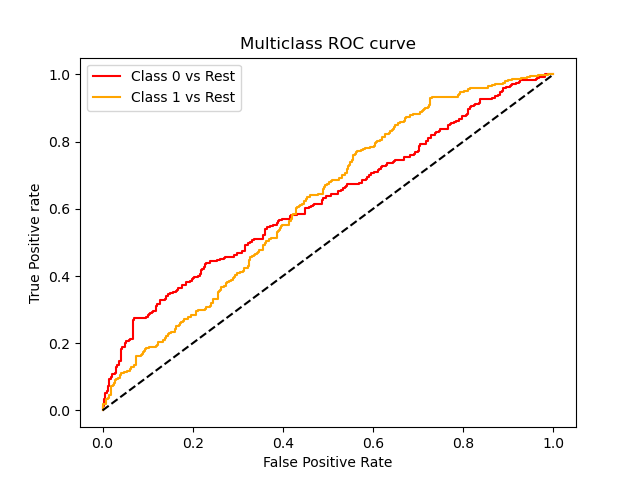 Multiclass ROC curve
Class 0 vs Rest
Class 1 vs Rest
True Positive rate
1.0
0.8
0.6
0.4
0.2
0.0
0.0 0.2 0.4 0.6 0.8 1.0
False Positive Rate